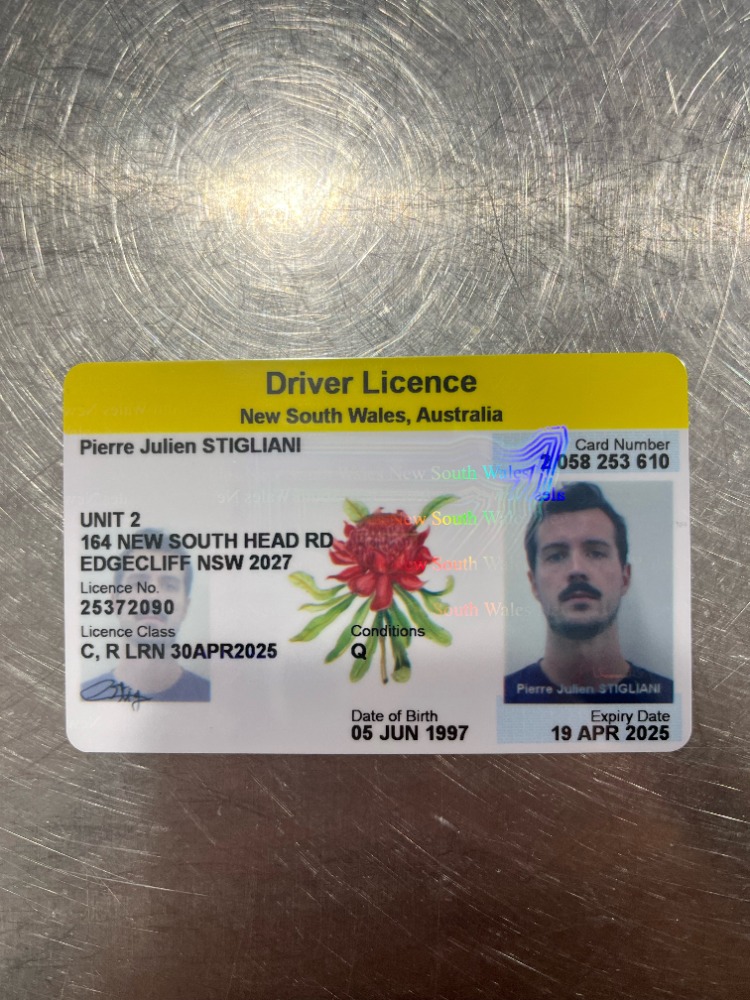 Driver Licence
New South Wales, Australia
Pierre Julien STIGLIANI
Card Number
2 058 253 610
New South Wales
UNIT 2
164 NEW SOUTH HEAD RD
EDGECLIFF NSW 2027
Licence No.
25372090
Licence Class
C, R LRN 30APR2025
Conditions
Q
Pierre Julien STIGLIANI
Date of Birth
05 JUN 1997
Expiry Date
19 APR 2025